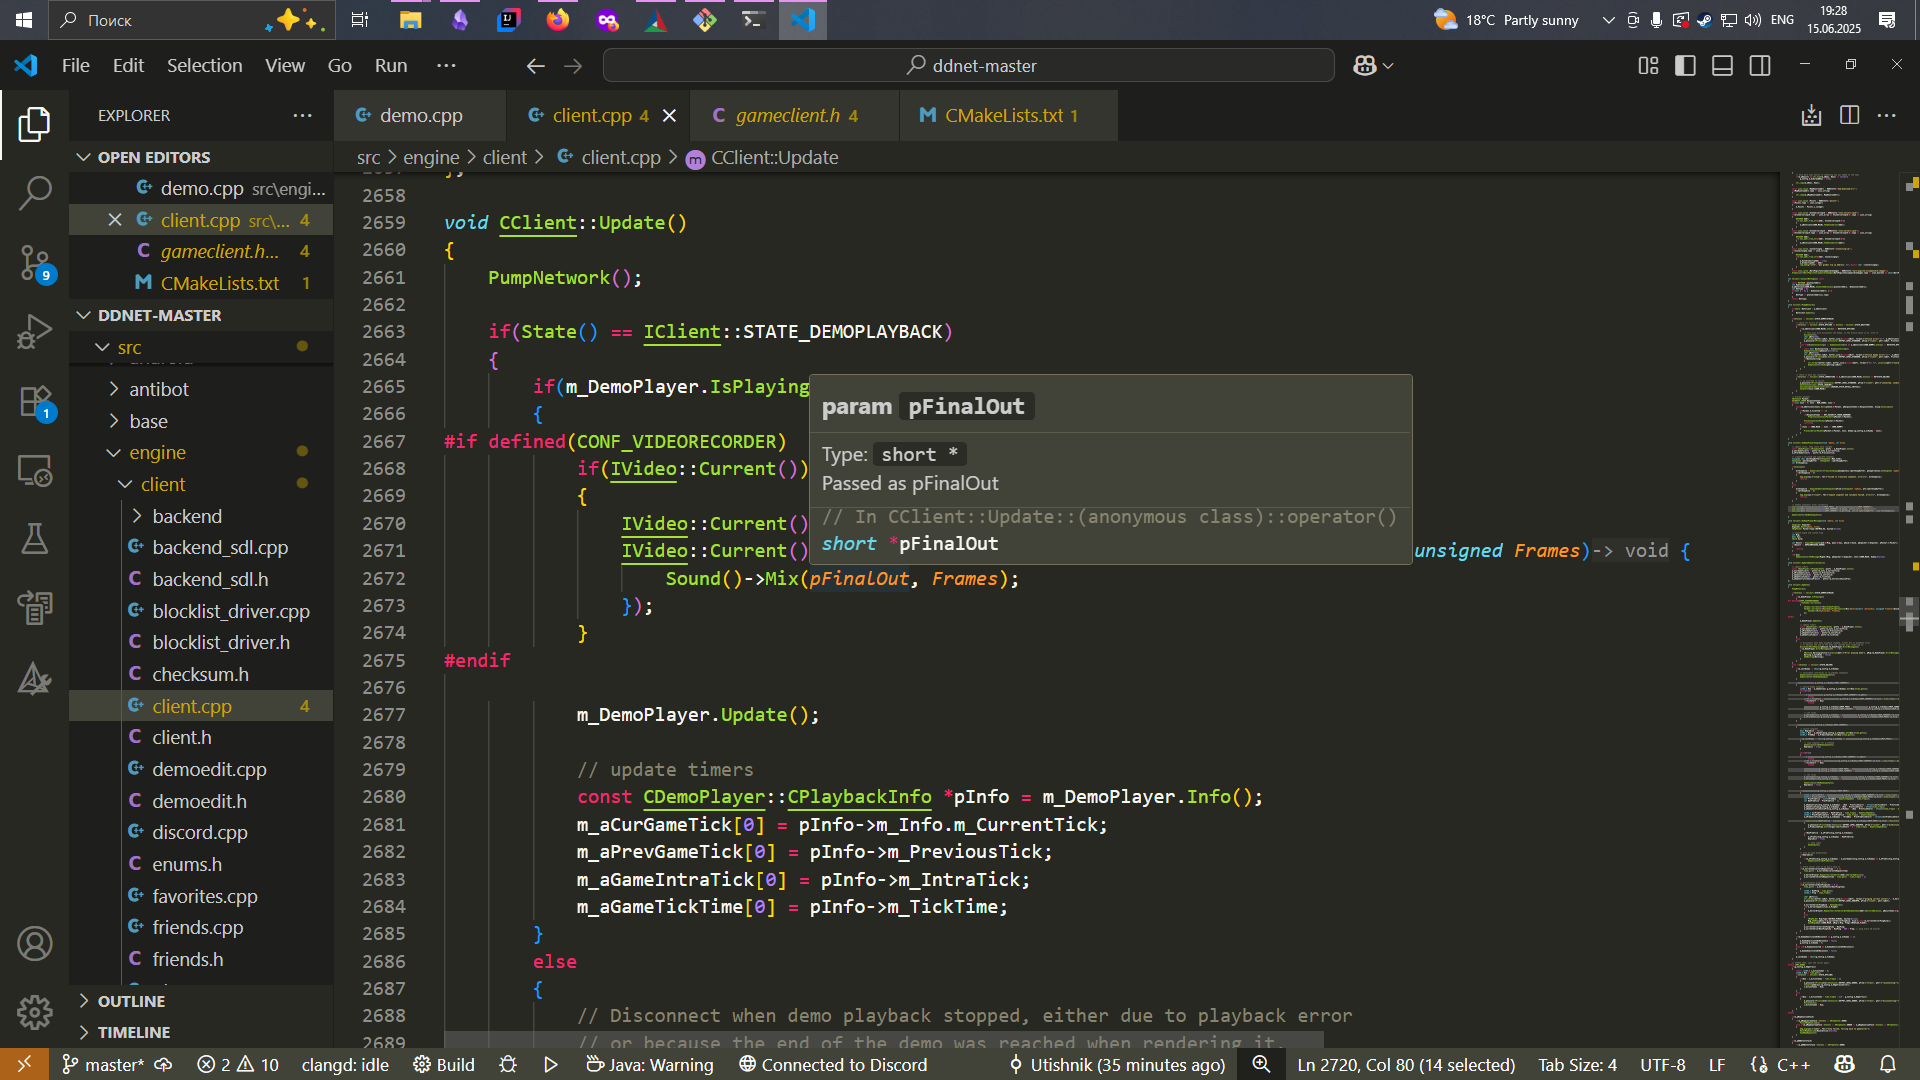 Поиск
18°C Partly sunny
ENG
19:28
15.06.2025
File Edit Selection View Go Run ···
ddnet-master
EXPLORER
demo.cpp
client.cpp 4
gameclient.h 4
CMakeLists.txt 1
OPEN EDITORS
demo.cpp src\engi...
client.cpp src\... 4
gameclient.h... 4
CMakeLists.txt 1
DDNET-MASTER
src
antibot
base
engine
client
backend
backend_sdl.cpp
backend_sdl.h
blocklist_driver.cpp
blocklist_driver.h
checksum.h
client.cpp 4
client.h
demoedit.cpp
demoedit.h
discord.cpp
enums.h
favorites.cpp
friends.cpp
friends.h
OUTLINE
TIMELINE
9
1
src > engine > client > client.cpp > CClient::Update
2658
2659 void CClient::Update()
2660 {
2661 PumpNetwork();
2662
2663 if(State() == IClient::STATE_DEMOPLAYBACK)
2664 {
2665 if(m_DemoPlayer.IsPlaying
2666 {
2667 #if defined(CONF_VIDEORECORDER)
2668 if(IVideo::Current())
2669 {
2670 IVideo::Current()
2671 IVideo::Current() unsigned Frames)-> void {
2672 Sound()->Mix(pFinalOut, Frames);
2673 });
2674 }
2675 #endif
2676
2677 m_DemoPlayer.Update();
2678
2679 // update timers
2680 const CDemoPlayer::CPlaybackInfo *pInfo = m_DemoPlayer.Info();
2681 m_aCurGameTick[0] = pInfo->m_Info.m_CurrentTick;
2682 m_aPrevGameTick[0] = pInfo->m_PreviousTick;
2683 m_aGameIntraTick[0] = pInfo->m_IntraTick;
2684 m_aGameTickTime[0] = pInfo->m_TickTime;
2685 }
2686 else
2687 {
2688 // Disconnect when demo playback stopped, either due to playback error
2689 // or because the end of the demo was reached when rendering it.
param pFinalOut
Type: short *
Passed as pFinalOut
// In CClient::Update::(anonymous class)::operator()
short *pFinalOut
master* 2 10 clangd: idle Build Java: Warning Connected to Discord Utishnik (35 minutes ago) Ln 2720, Col 80 (14 selected) Tab Size: 4 UTF-8 LF C++